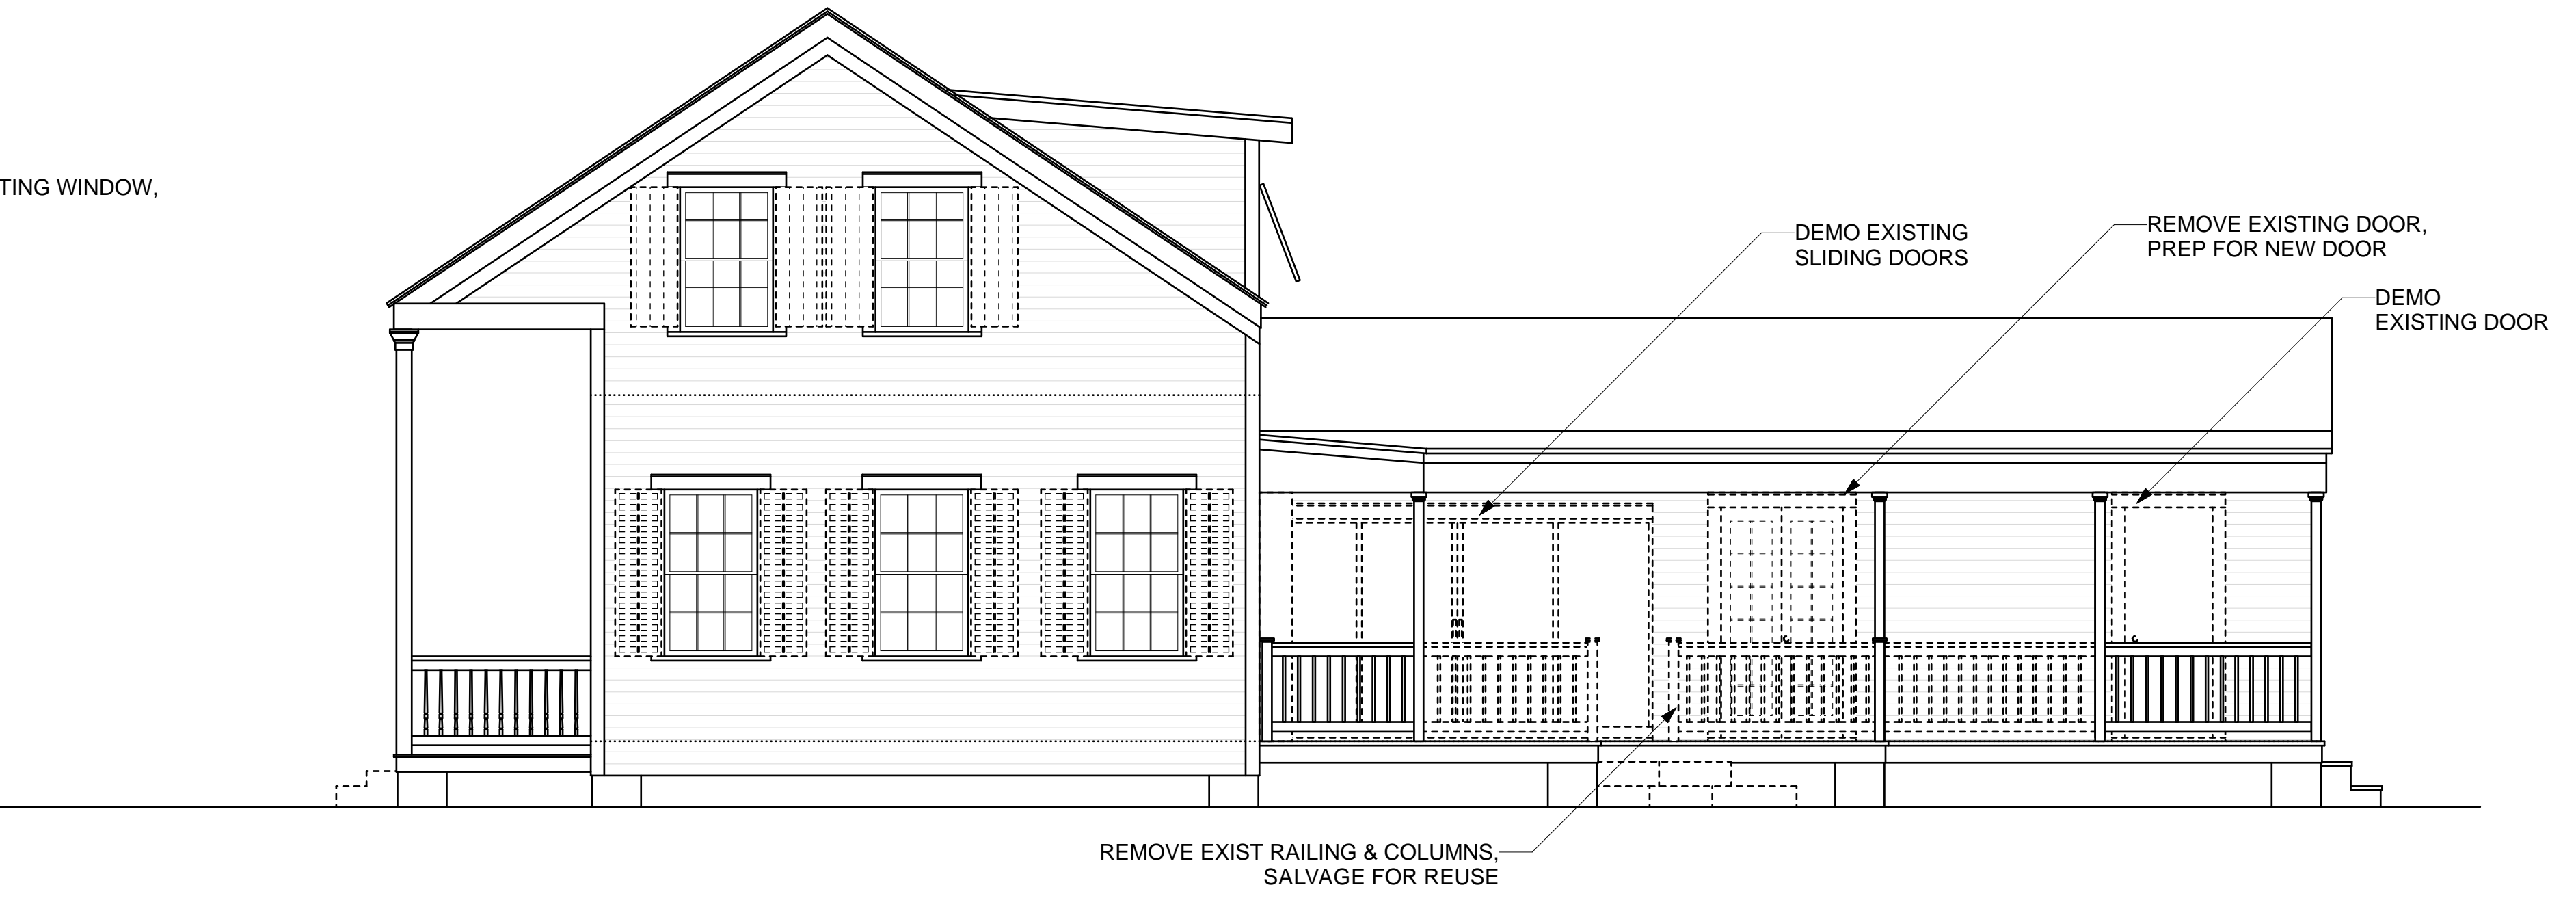 TING WINDOW,
DEMO EXISTING
SLIDING DOORS
REMOVE EXISTING DOOR,
PREP FOR NEW DOOR
DEMO
EXISTING DOOR
REMOVE EXIST RAILING & COLUMNS,
SALVAGE FOR REUSE